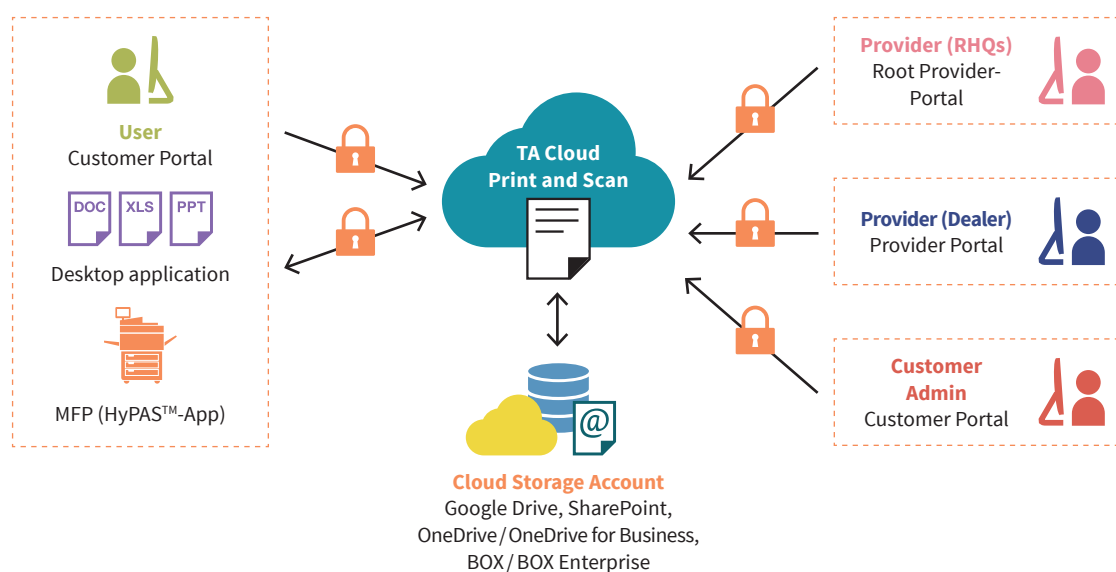 User
Customer Portal
DOC XLS PPT
Desktop application
MFP (HyPAS™-App)
TA Cloud
Print and Scan
@
Cloud Storage Account
Google Drive, SharePoint,
OneDrive / OneDrive for Business,
BOX / BOX Enterprise
Provider (RHQs)
Root Provider-
Portal
Provider (Dealer)
Provider Portal
Customer
Admin
Customer Portal